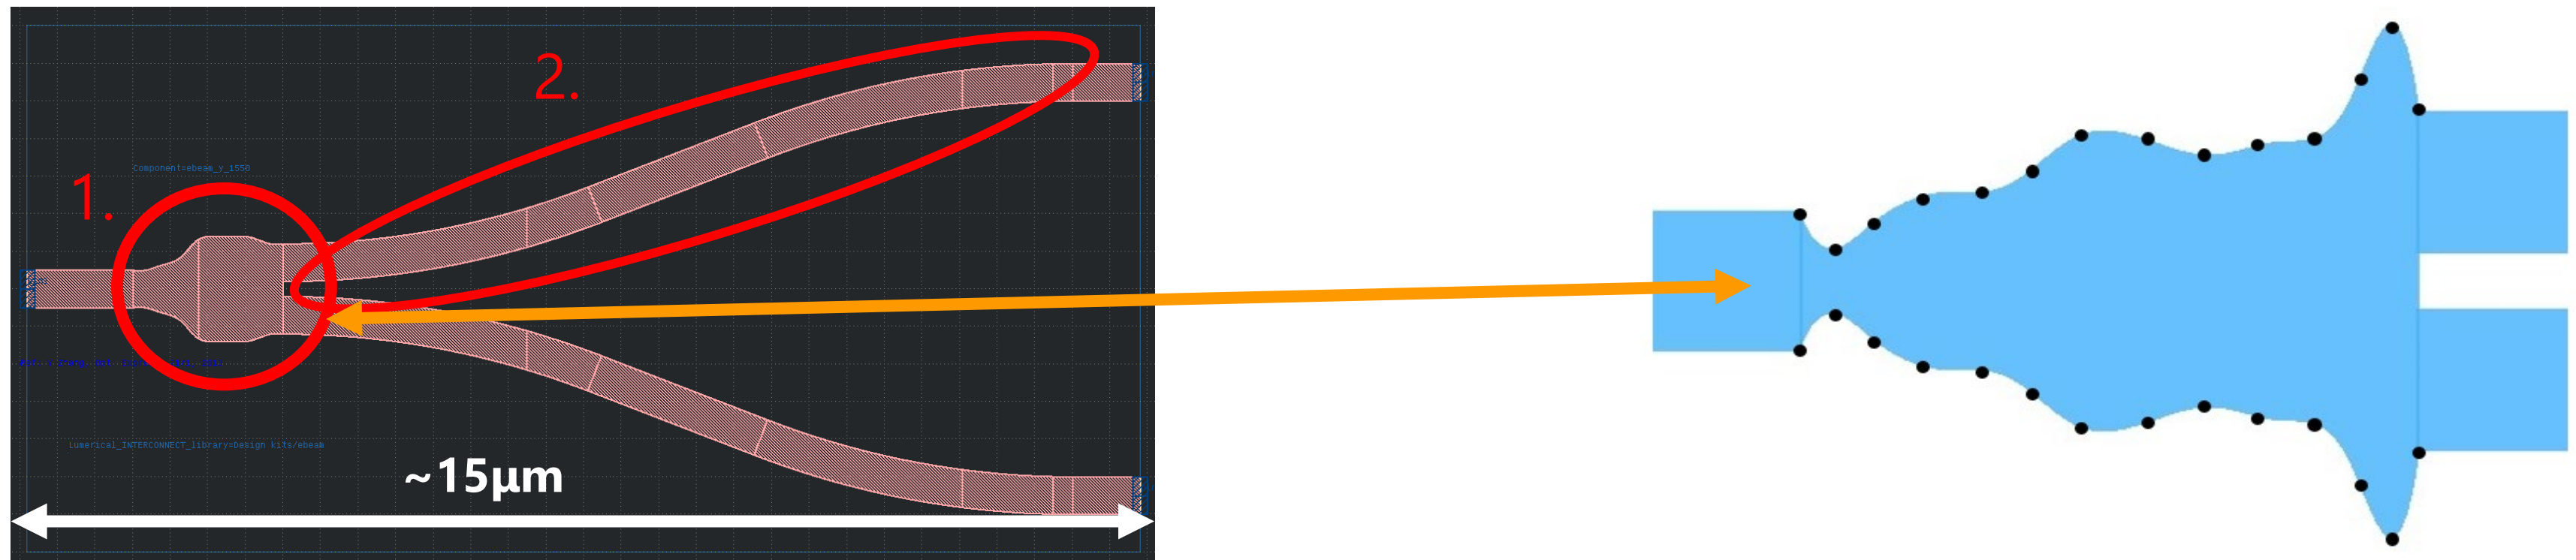 2.
Component=ebeam_y_1550
1.
Lumerical_INTERCONNECT_library=Design kits/ebeam
~15μm